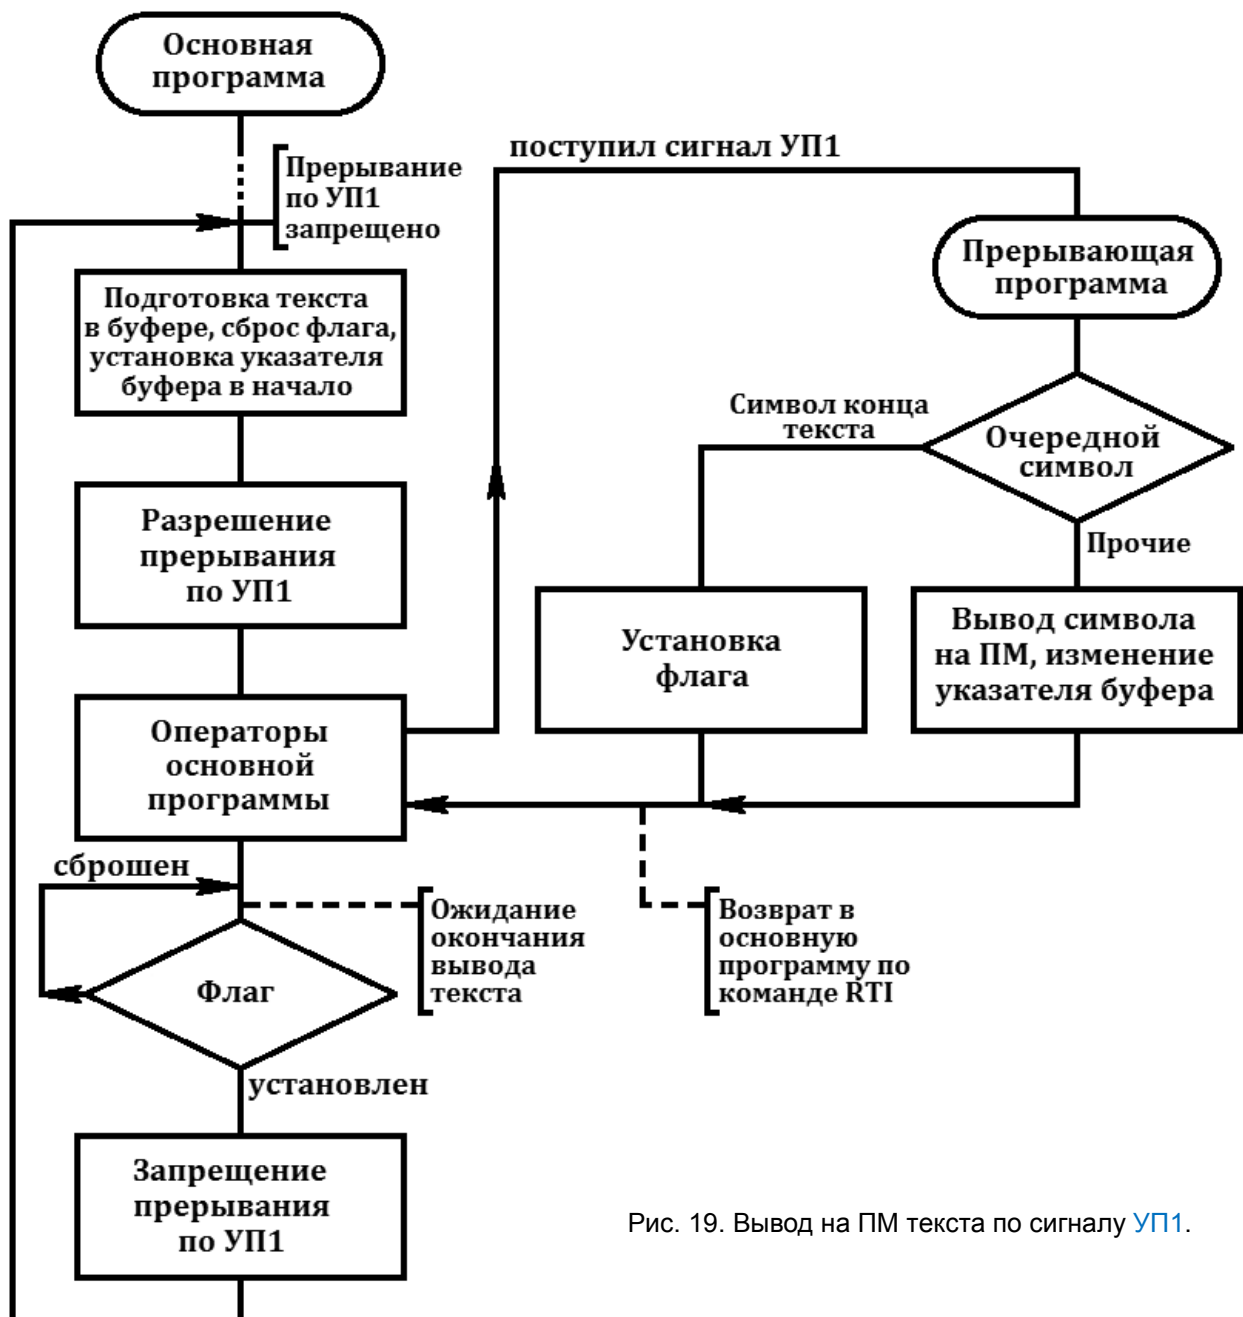 Основная
программа
Прерывание
по УП1
запрещено
Подготовка текста
в буфере, сброс флага,
установка указателя
буфера в начало
Разрешение
прерывания
по УП1
Операторы
основной
программы
сброшен
Ожидание
окончания
вывода
текста
Флаг
установлен
Запрещение
прерывания
по УП1
поступил сигнал УП1
Прерывающая
программа
Символ конца
текста
Очередной
символ
Прочие
Установка
флага
Вывод символа
на ПМ, изменение
указателя буфера
Возврат в
основную
программу по
команде RTI
Рис. 19. Вывод на ПМ текста по сигналу УП1.